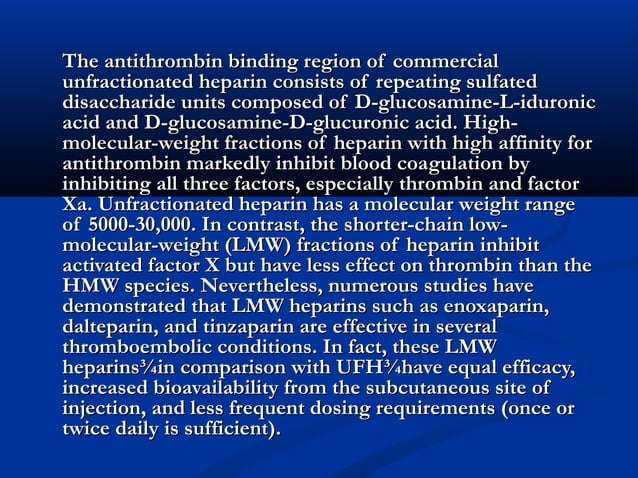 The antithrombin binding region of commercial
unfractionated heparin consists of repeating sulfated
disaccharide units composed of D-glucosamine-L-iduronic
acid and D-glucosamine-D-glucuronic acid. High-
molecular-weight fractions of heparin with high affinity for
antithrombin markedly inhibit blood coagulation by
inhibiting all three factors, especially thrombin and factor
Xa. Unfractionated heparin has a molecular weight range
of 5000-30,000. In contrast, the shorter-chain low-
molecular-weight (LMW) fractions of heparin inhibit
activated factor X but have less effect on thrombin than the
HMW species. Nevertheless, numerous studies have
demonstrated that LMW heparins such as enoxaparin,
dalteparin, and tinzaparin are effective in several
thromboembolic conditions. In fact, these LMW
heparins¾in comparison with UFH¾have equal efficacy,
increased bioavailability from the subcutaneous site of
injection, and less frequent dosing requirements (once or
twice daily is sufficient).